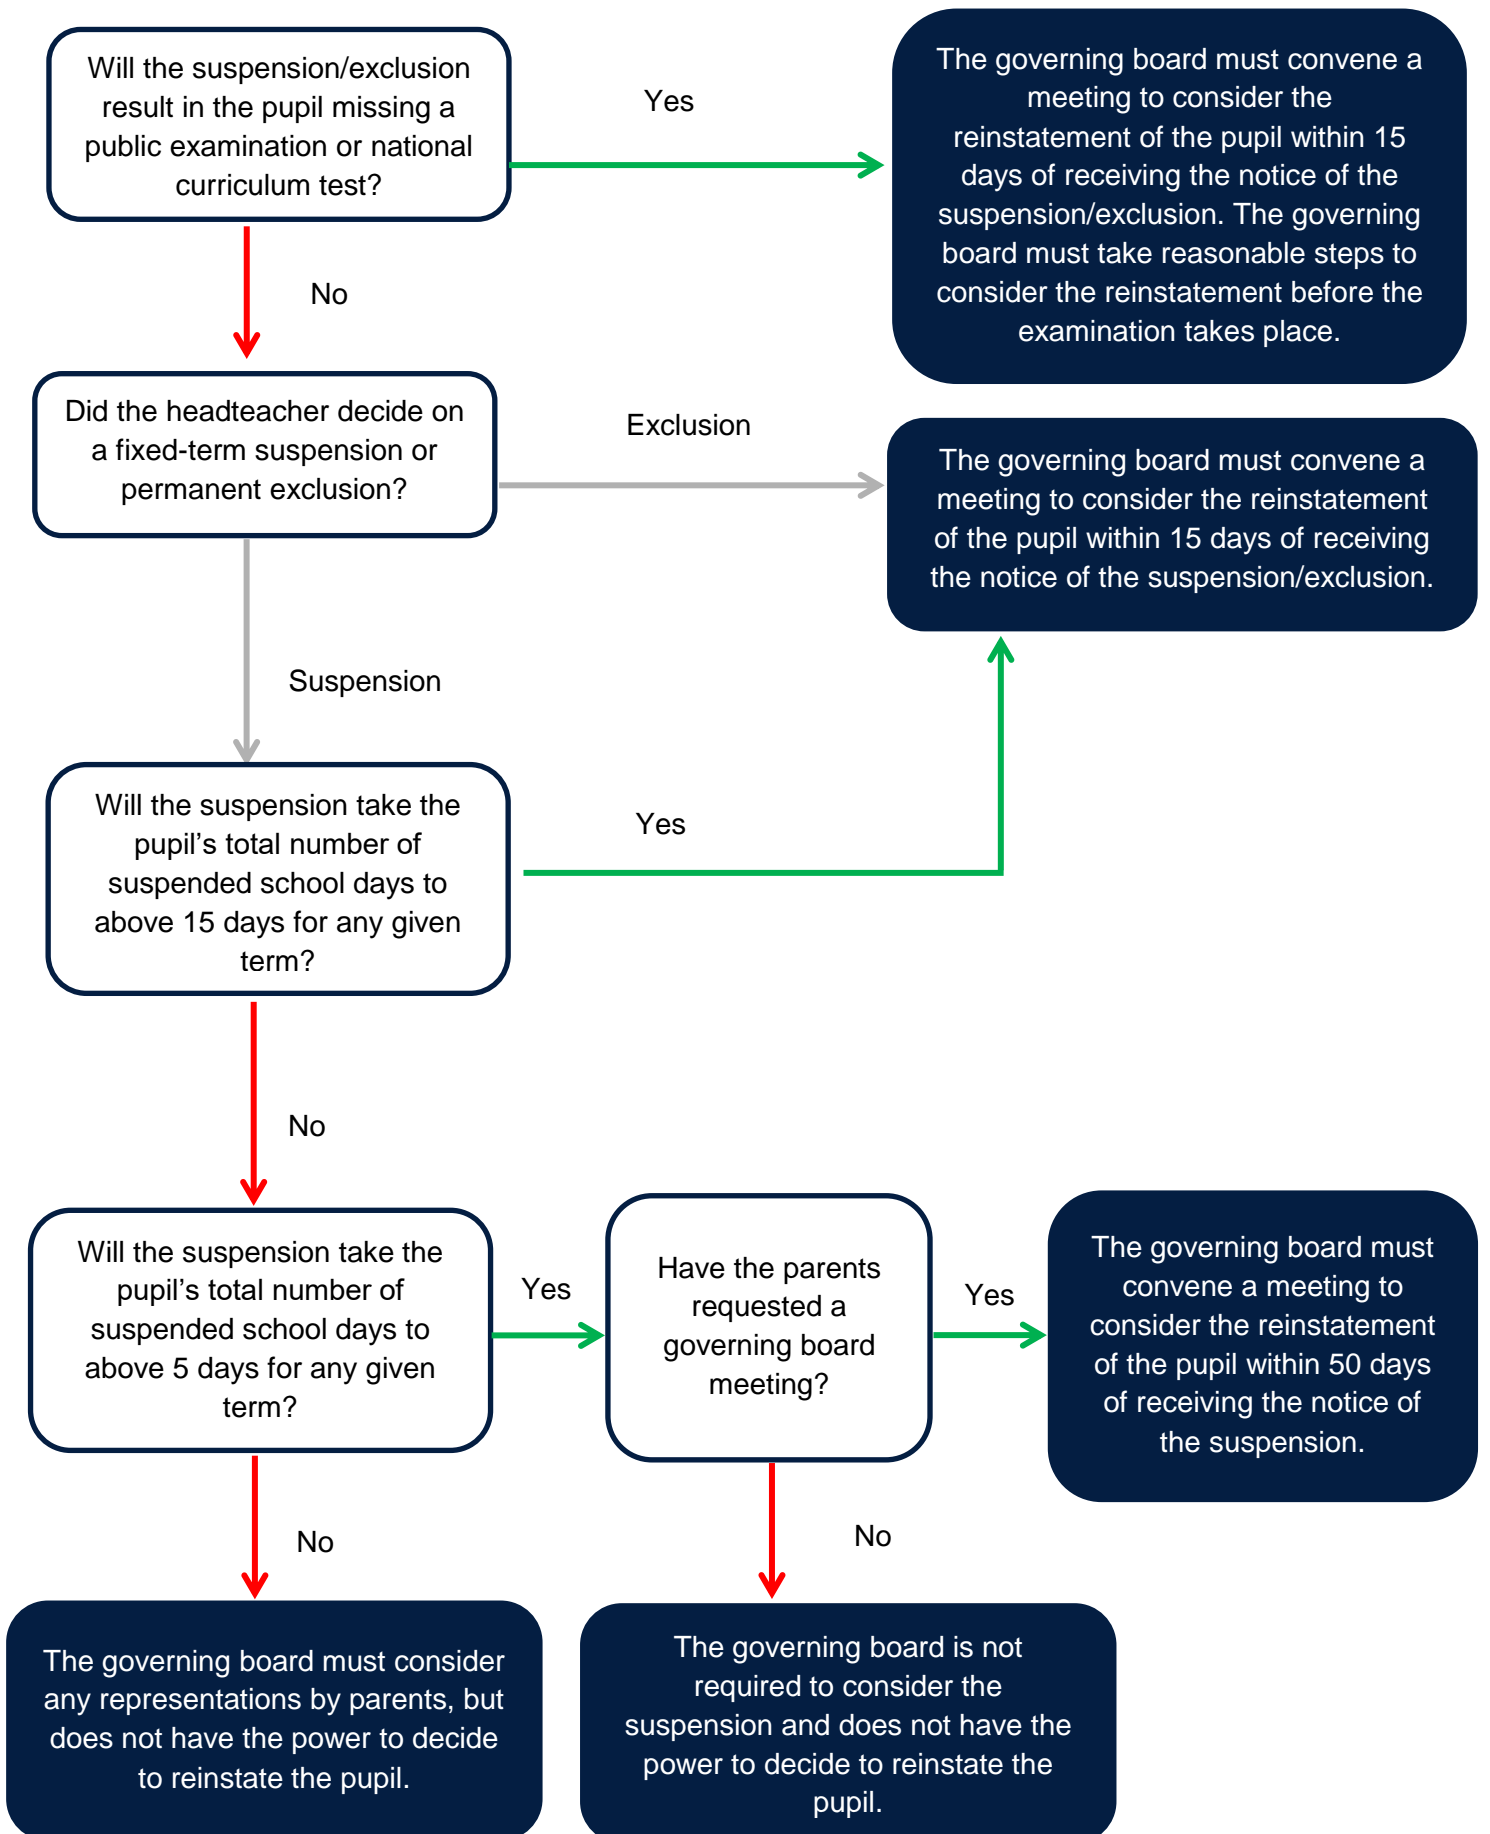 Will the suspension/exclusion
result in the pupil missing a
public examination or national
curriculum test?
Yes
The governing board must convene a
meeting to consider the
reinstatement of the pupil within 15
days of receiving the notice of the
suspension/exclusion. The governing
board must take reasonable steps to
consider the reinstatement before the
examination takes place.
No
Did the headteacher decide on
a fixed-term suspension or
permanent exclusion?
Exclusion
The governing board must convene a
meeting to consider the reinstatement
of the pupil within 15 days of receiving
the notice of the suspension/exclusion.
Suspension
Will the suspension take the
pupil’s total number of
suspended school days to
above 15 days for any given
term?
Yes
No
Will the suspension take the
pupil’s total number of
suspended school days to
above 5 days for any given
term?
Yes
Have the parents
requested a
governing board
meeting?
Yes
The governing board must
convene a meeting to
consider the reinstatement
of the pupil within 50 days
of receiving the notice of
the suspension.
No
No
The governing board must consider
any representations by parents, but
does not have the power to decide
to reinstate the pupil.
The governing board is not
required to consider the
suspension and does not have the
power to decide to reinstate the
pupil.